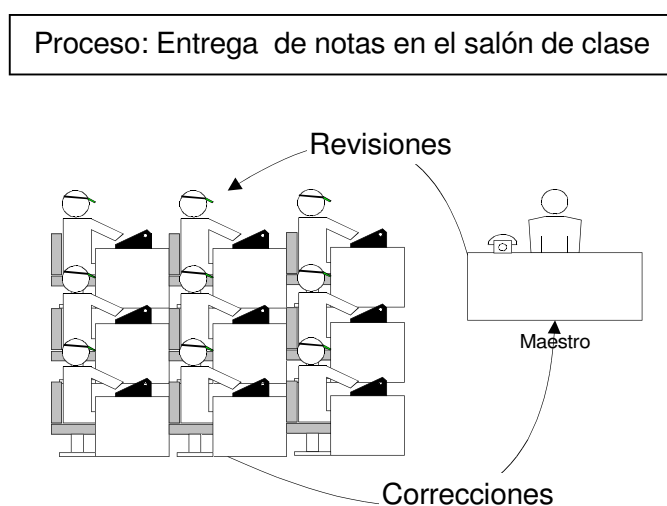 Proceso: Entrega de notas en el salón de clase
Revisiones
Maestro
Correcciones